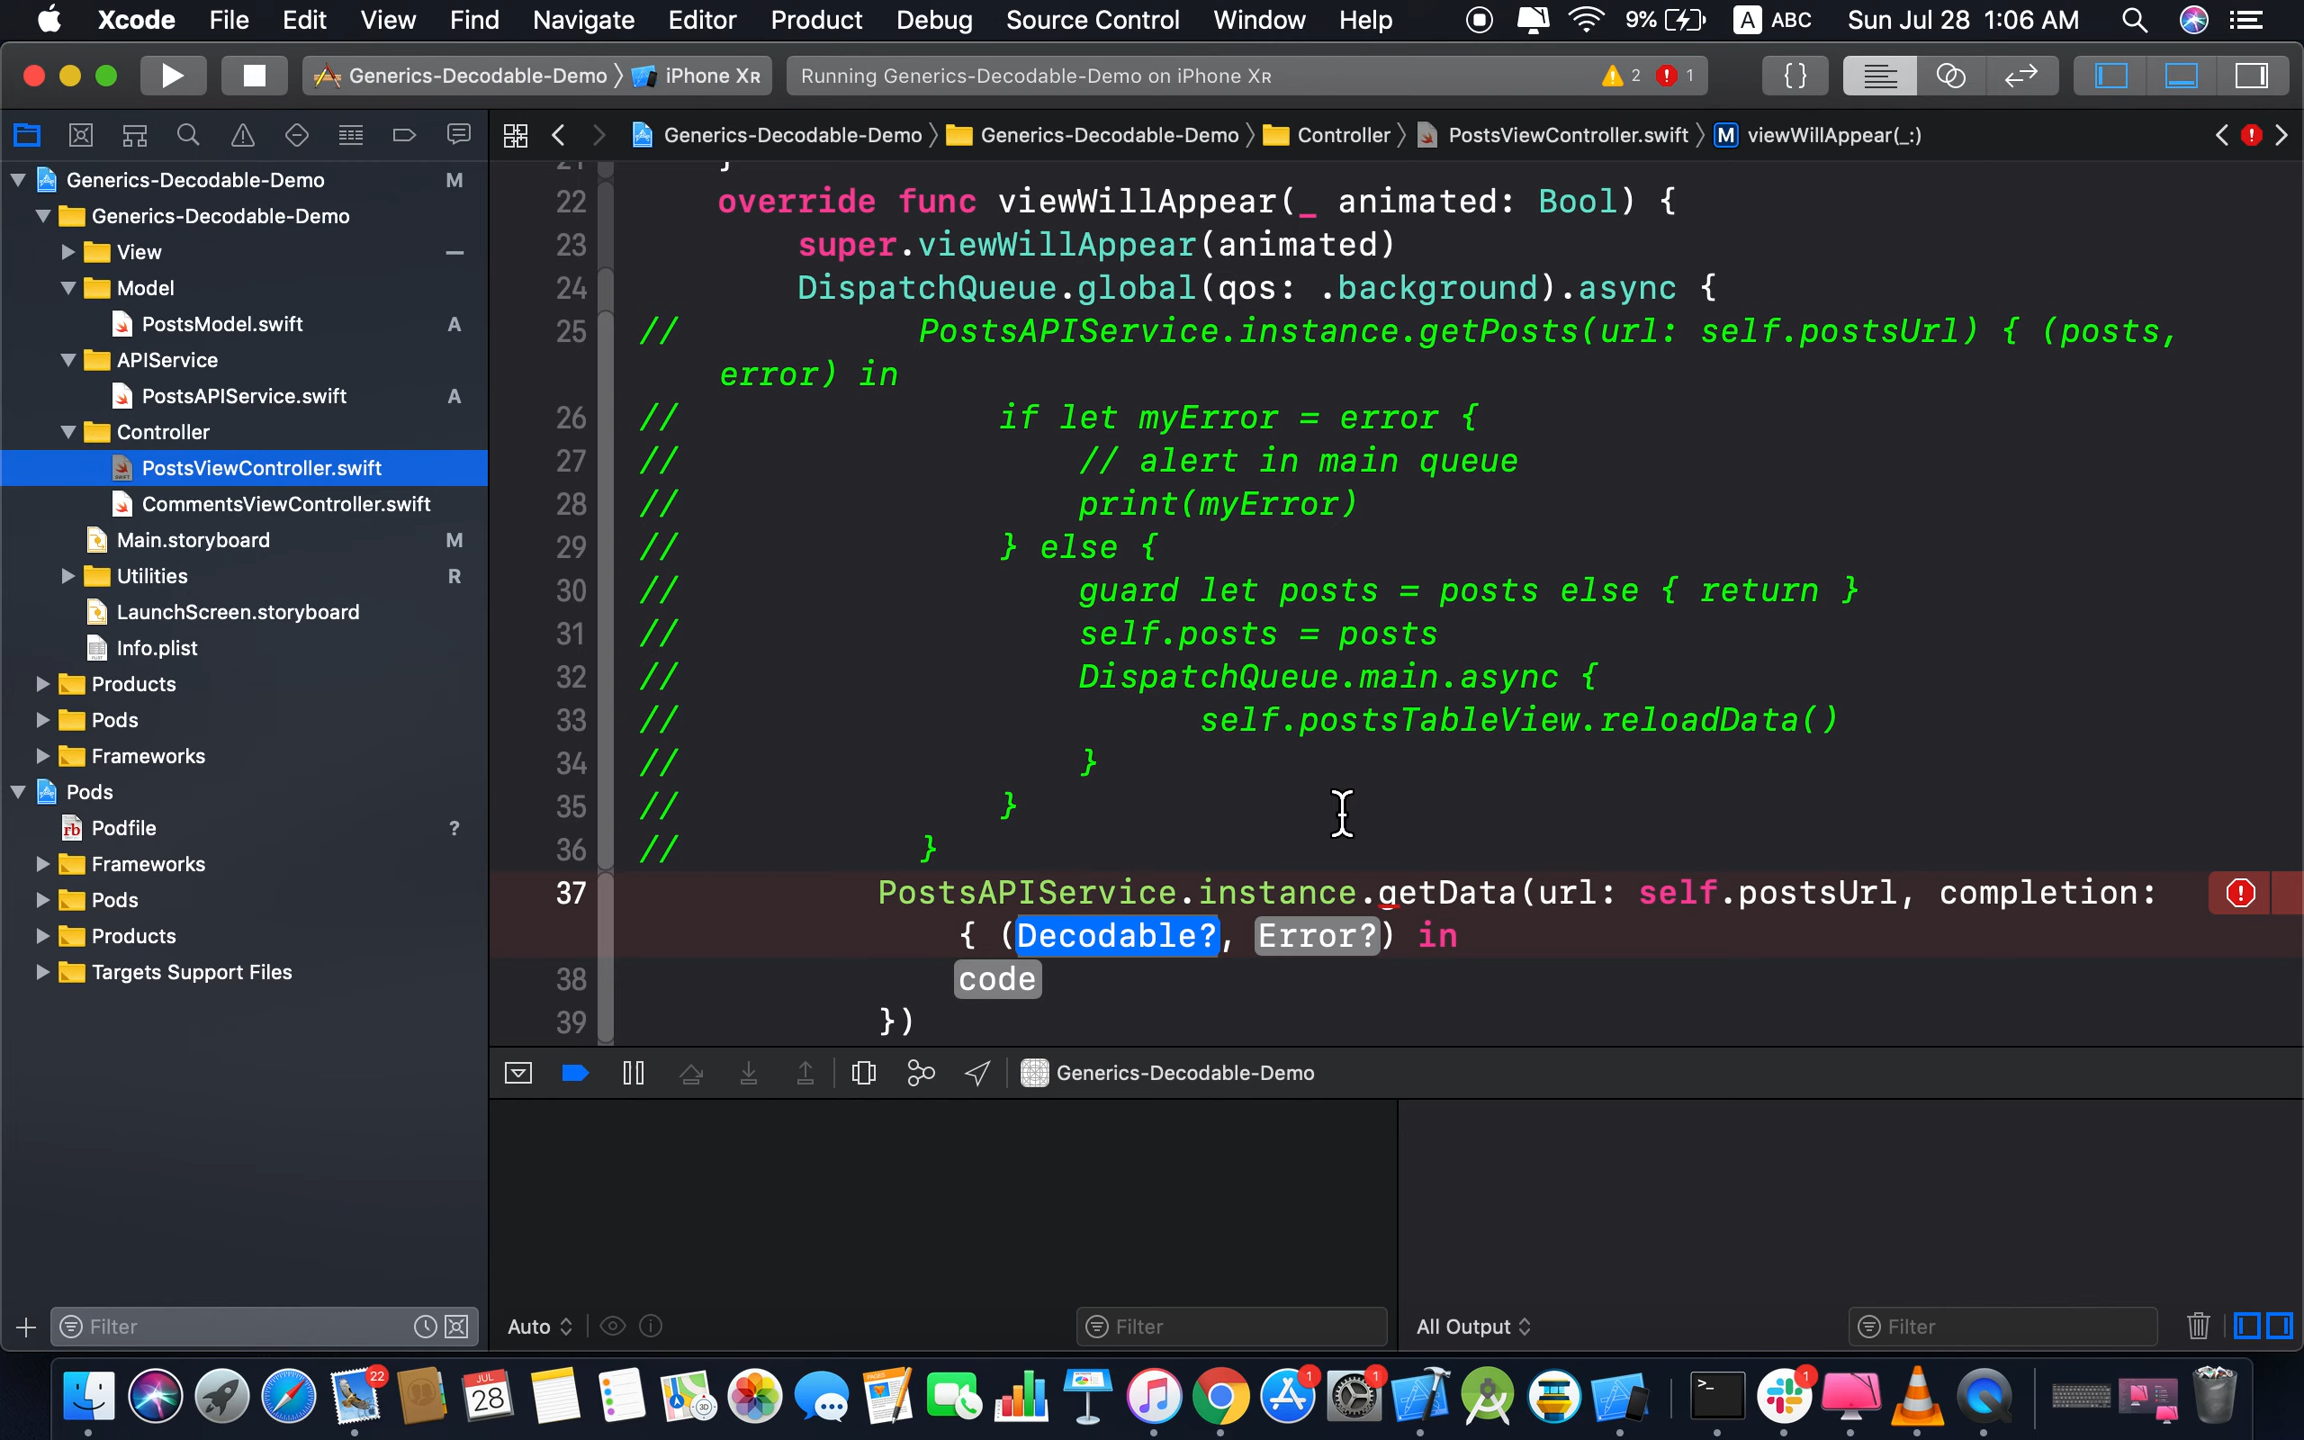 Xcode File Edit View Find Navigate Editor Product Debug Source Control Window Help 9% A ABC Sun Jul 28 1:06 AM
Generics-Decodable-Demo iPhone XR Running Generics-Decodable-Demo on iPhone XR 2 1 {}
Generics-Decodable-Demo Generics-Decodable-Demo Controller PostsViewController.swift M viewWillAppear(_:)
Generics-Decodable-Demo M
Generics-Decodable-Demo
View
Model
PostsModel.swift A
APIService
PostsAPIService.swift A
Controller
PostsViewController.swift
CommentsViewController.swift
Main.storyboard M
Utilities R
LaunchScreen.storyboard
Info.plist
Products
Pods
Frameworks
Pods
Podfile ?
Frameworks
Pods
Products
Targets Support Files
Filter
21 }
22 override func viewWillAppear(_ animated: Bool) {
23 super.viewWillAppear(animated)
24 DispatchQueue.global(qos: .background).async {
25 // PostsAPIService.instance.getPosts(url: self.postsUrl) { (posts,
error) in
26 // if let myError = error {
27 // // alert in main queue
28 // print(myError)
29 // } else {
30 // guard let posts = posts else { return }
31 // self.posts = posts
32 // DispatchQueue.main.async {
33 // self.postsTableView.reloadData()
34 // }
35 // }
36 // }
37 PostsAPIService.instance.getData(url: self.postsUrl, completion:
{ (Decodable?, Error?) in
38 code
39 })
Generics-Decodable-Demo
Auto Filter All Output Filter
22 JUL 28 1 1 1